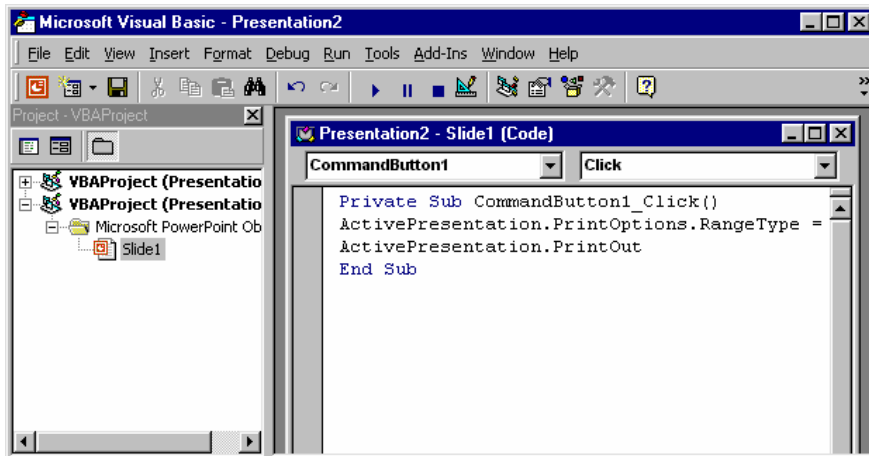 Microsoft Visual Basic - Presentation2
File Edit View Insert Format Debug Run Tools Add-Ins Window Help
Project - VBAProject
VBAProject (Presentatio
VBAProject (Presentatio
Microsoft PowerPoint Ob
Slide1
Presentation2 - Slide1 (Code)
CommandButton1 Click
Private Sub CommandButton1_Click()
ActivePresentation.PrintOptions.RangeType =
ActivePresentation.PrintOut
End Sub